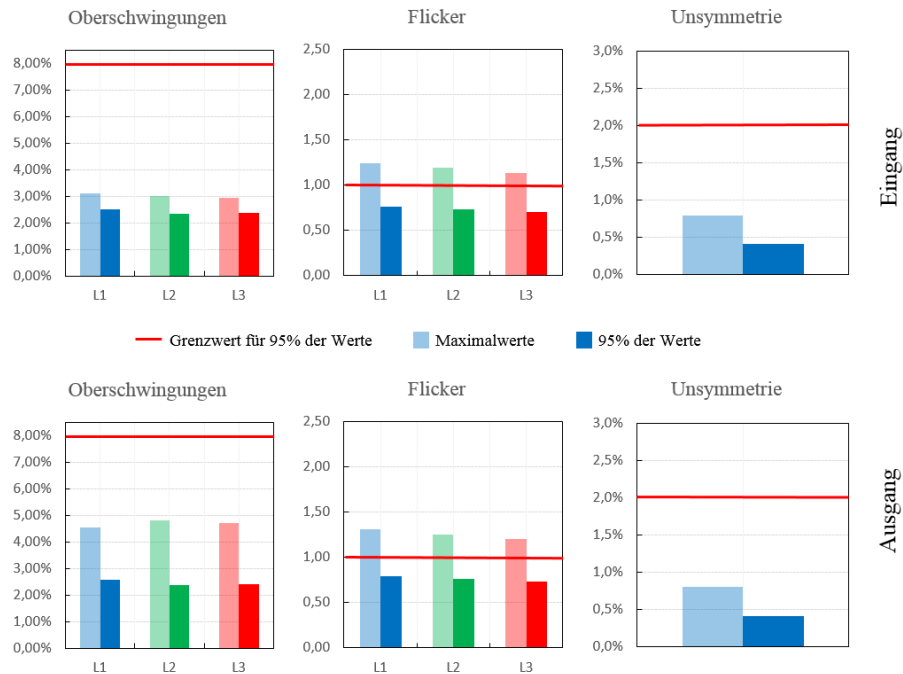 Oberschwingungen
Flicker
Unsymmetrie
8,00%
7,00%
6,00%
5,00%
4,00%
3,00%
2,00%
1,00%
0,00%
L1 L2 L3
2,50
2,00
1,50
1,00
0,50
0,00
L1 L2 L3
3,0%
2,5%
2,0%
1,5%
1,0%
0,5%
0,0%
Eingang
Grenzwert für 95% der Werte
Maximalwerte
95% der Werte
Oberschwingungen
Flicker
Unsymmetrie
8,00%
7,00%
6,00%
5,00%
4,00%
3,00%
2,00%
1,00%
0,00%
L1 L2 L3
2,50
2,00
1,50
1,00
0,50
0,00
L1 L2 L3
3,0%
2,5%
2,0%
1,5%
1,0%
0,5%
0,0%
Ausgang